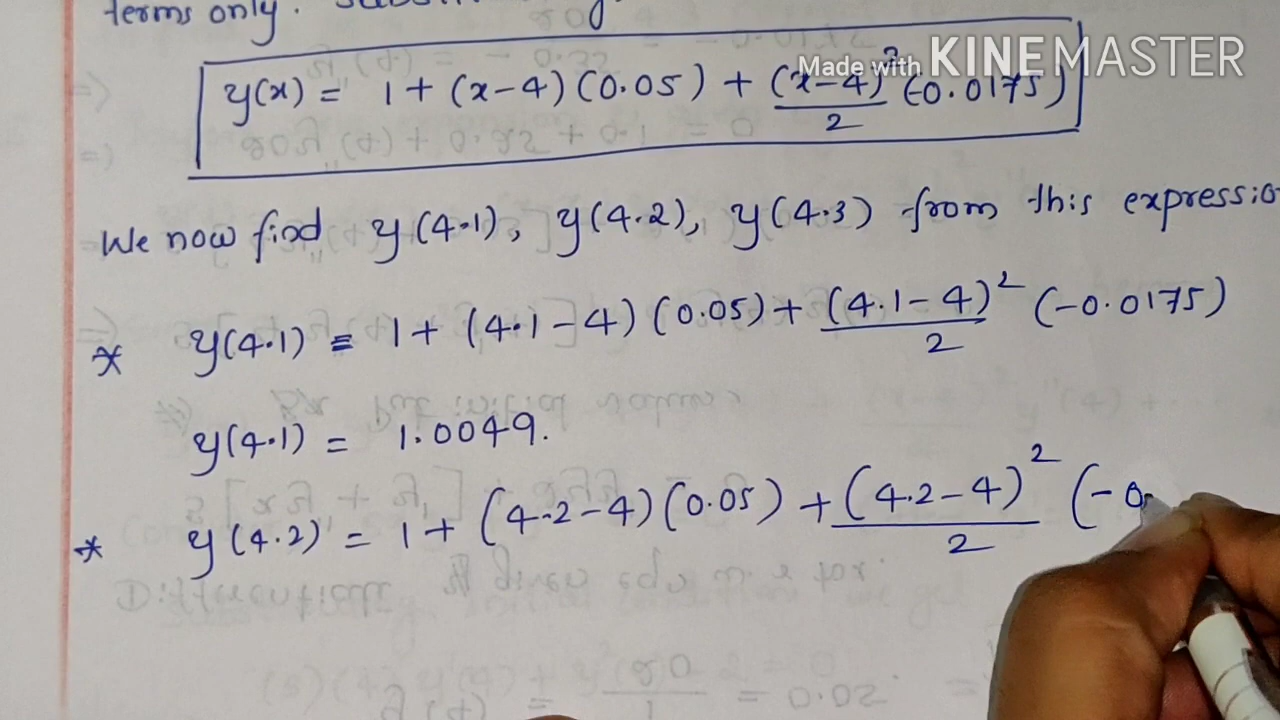 terms only.
Made with KINEMASTER
y(x) = 1 + (x-4)(0.05) + (x-4)²/2 (-0.0175)
We now find y(4.1), y(4.2), y(4.3) from this expressio
* y(4.1) = 1 + (4.1-4)(0.05) + (4.1-4)²/2 (-0.0175)
y(4.1) = 1.0049.
* y(4.2) = 1 + (4.2-4)(0.05) + (4.2-4)²/2 (-0.